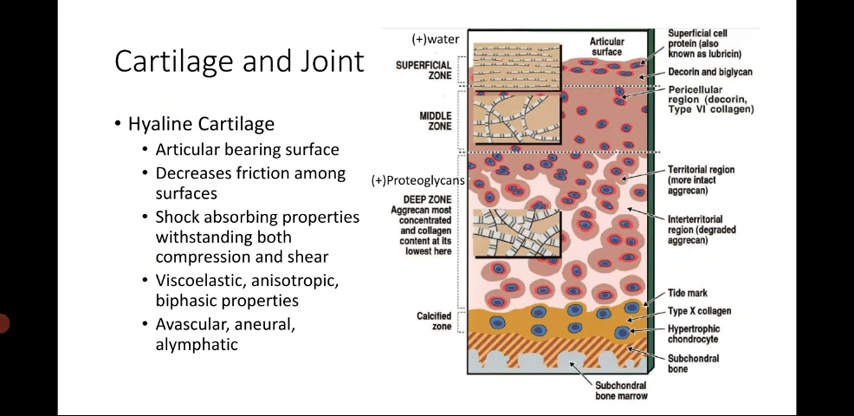 Cartilage and Joint
• Hyaline Cartilage
• Articular bearing surface
• Decreases friction among
surfaces
• Shock absorbing properties
withstanding both
compression and shear
• Viscoelastic, anisotropic,
biphasic properties
• Avascular, aneural,
alymphatic
(+)water
SUPERFICIAL
ZONE
MIDDLE
ZONE
(+)Proteoglycans
DEEP ZONE
Aggrecan most
concentrated
and collagen
content at its
lowest here
Calcified
zone
Articular
surface
Superficial cell
protein (also
known as lubricin)
Decorin and biglycan
Pericellular
region (decorin,
Type VI collagen)
Territorial region
(more intact
aggrecan)
Interterritorial
region (degraded
aggrecan)
Tide mark
Type X collagen
Hypertrophic
chondrocyte
Subchondral
bone
Subchondral
bone marrow